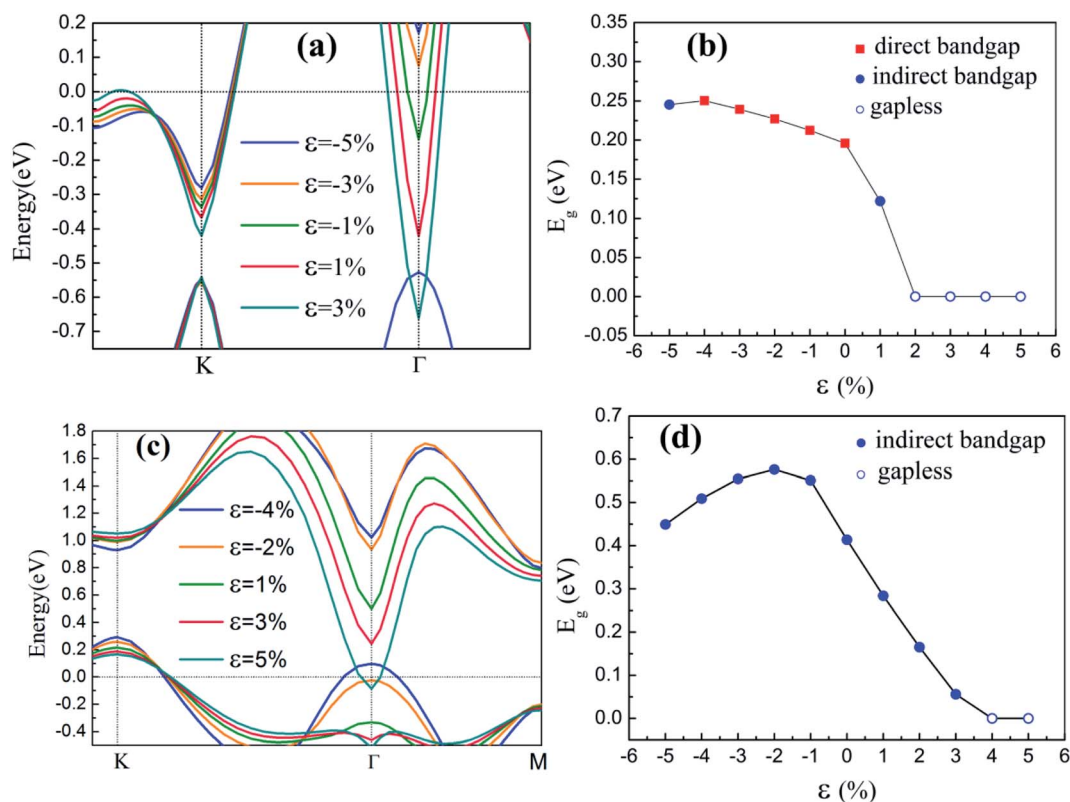 (a)
0.2
0.1
0.0
-0.1
-0.2
-0.3
-0.4
-0.5
-0.6
-0.7
Energy(eV)
ε=-5%
ε=-3%
ε=-1%
ε=1%
ε=3%
K Γ
(b)
direct bandgap
indirect bandgap
gapless
0.35
0.30
0.25
0.20
0.15
0.10
0.05
0.00
-0.05
E_g (eV)
-6 -5 -4 -3 -2 -1 0 1 2 3 4 5 6
ε (%)
(c)
1.8
1.6
1.4
1.2
1.0
0.8
0.6
0.4
0.2
0.0
-0.2
-0.4
Energy(eV)
ε=-4%
ε=-2%
ε=1%
ε=3%
ε=5%
K Γ M
(d)
indirect bandgap
gapless
0.7
0.6
0.5
0.4
0.3
0.2
0.1
0.0
E_g (eV)
-6 -5 -4 -3 -2 -1 0 1 2 3 4 5 6
ε (%)